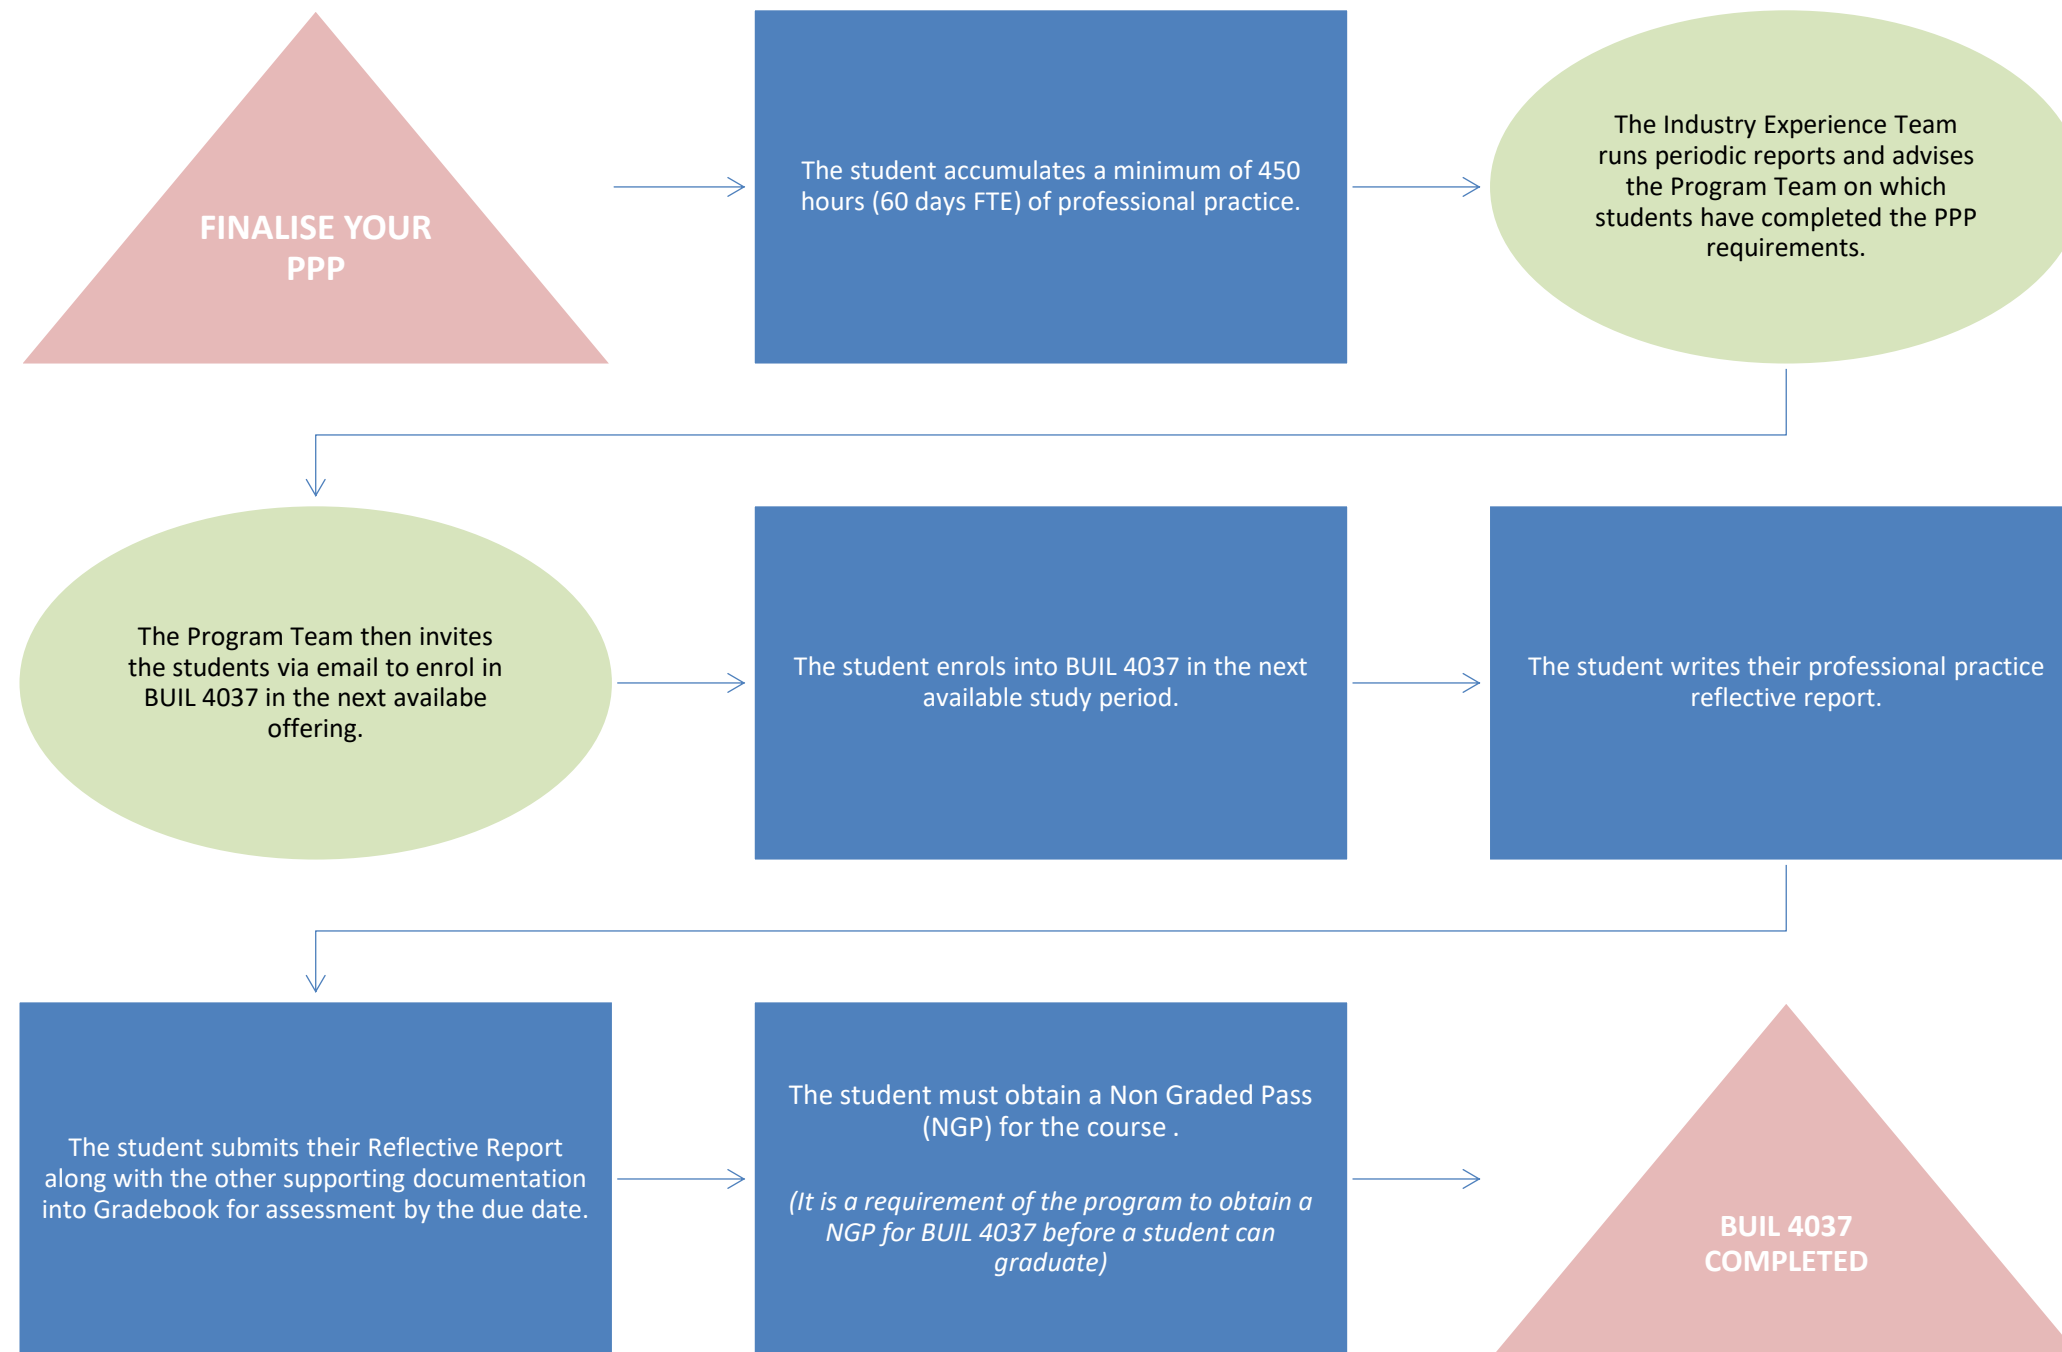 FINALISE YOUR
PPP
The student accumulates a minimum of 450
hours (60 days FTE) of professional practice.
The Industry Experience Team
runs periodic reports and advises
the Program Team on which
students have completed the PPP
requirements.
The Program Team then invites
the students via email to enrol in
BUIL 4037 in the next availabe
offering.
The student enrols into BUIL 4037 in the next
available study period.
The student writes their professional practice
reflective report.
The student submits their Reflective Report
along with the other supporting documentation
into Gradebook for assessment by the due date.
The student must obtain a Non Graded Pass
(NGP) for the course .
(It is a requirement of the program to obtain a
NGP for BUIL 4037 before a student can
graduate)
BUIL 4037
COMPLETED